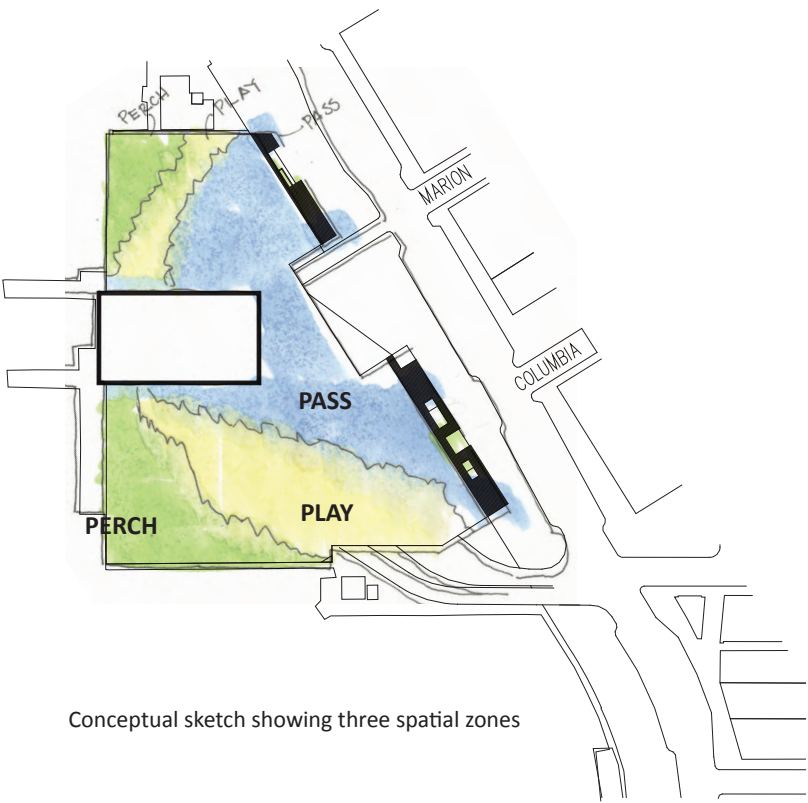 PERCH
PLAY
PASS
MARION
COLUMBIA
PASS
PLAY
PERCH
Conceptual sketch showing three spatial zones